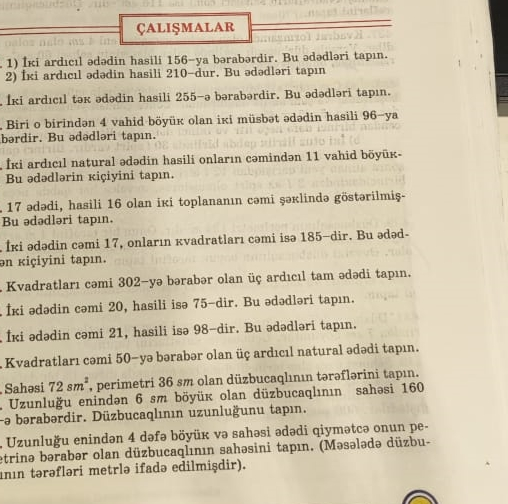 ÇALIŞMALAR
1) İki ardıcıl ədədin hasili 156-ya bərabərdir. Bu ədədləri tapın.
2) İki ardıcıl ədədin hasili 210-dur. Bu ədədləri tapın
İki ardıcıl tək ədədin hasili 255-ə bərabərdir. Bu ədədləri tapın.
Biri o birindən 4 vahid böyük olan iki müsbət ədədin hasili 96-ya
bərdir. Bu ədədləri tapın.
İki ardıcıl natural ədədin hasili onların cəmindən 11 vahid böyük-
Bu ədədlərin kiçiyini tapın.
17 ədədi, hasili 16 olan iki toplananın cəmi şəklində göstərilmiş-
Bu ədədləri tapın.
İki ədədin cəmi 17, onların kvadratları cəmi isə 185-dir. Bu ədəd-
ən kiçiyini tapın.
Kvadratları cəmi 302-yə bərabər olan üç ardıcıl tam ədədi tapın.
İki ədədin cəmi 20, hasili isə 75-dir. Bu ədədləri tapın.
İki ədədin cəmi 21, hasili isə 98-dir. Bu ədədləri tapın.
Kvadratları cəmi 50-yə bərabər olan üç ardıcıl natural ədədi tapın.
Sahəsi 72 sm², perimetri 36 sm olan düzbucaqlının tərəflərini tapın.
Uzunluğu enindən 6 sm böyük olan düzbucaqlının sahəsi 160
-ə bərabərdir. Düzbucaqlının uzunluğunu tapın.
Uzunluğu enindən 4 dəfə böyük və sahəsi ədədi qiymətcə onun pe-
etrinə bərabər olan düzbucaqlının sahəsini tapın. (Məsələdə düzbu-
ının tərəfləri metrlə ifadə edilmişdir).